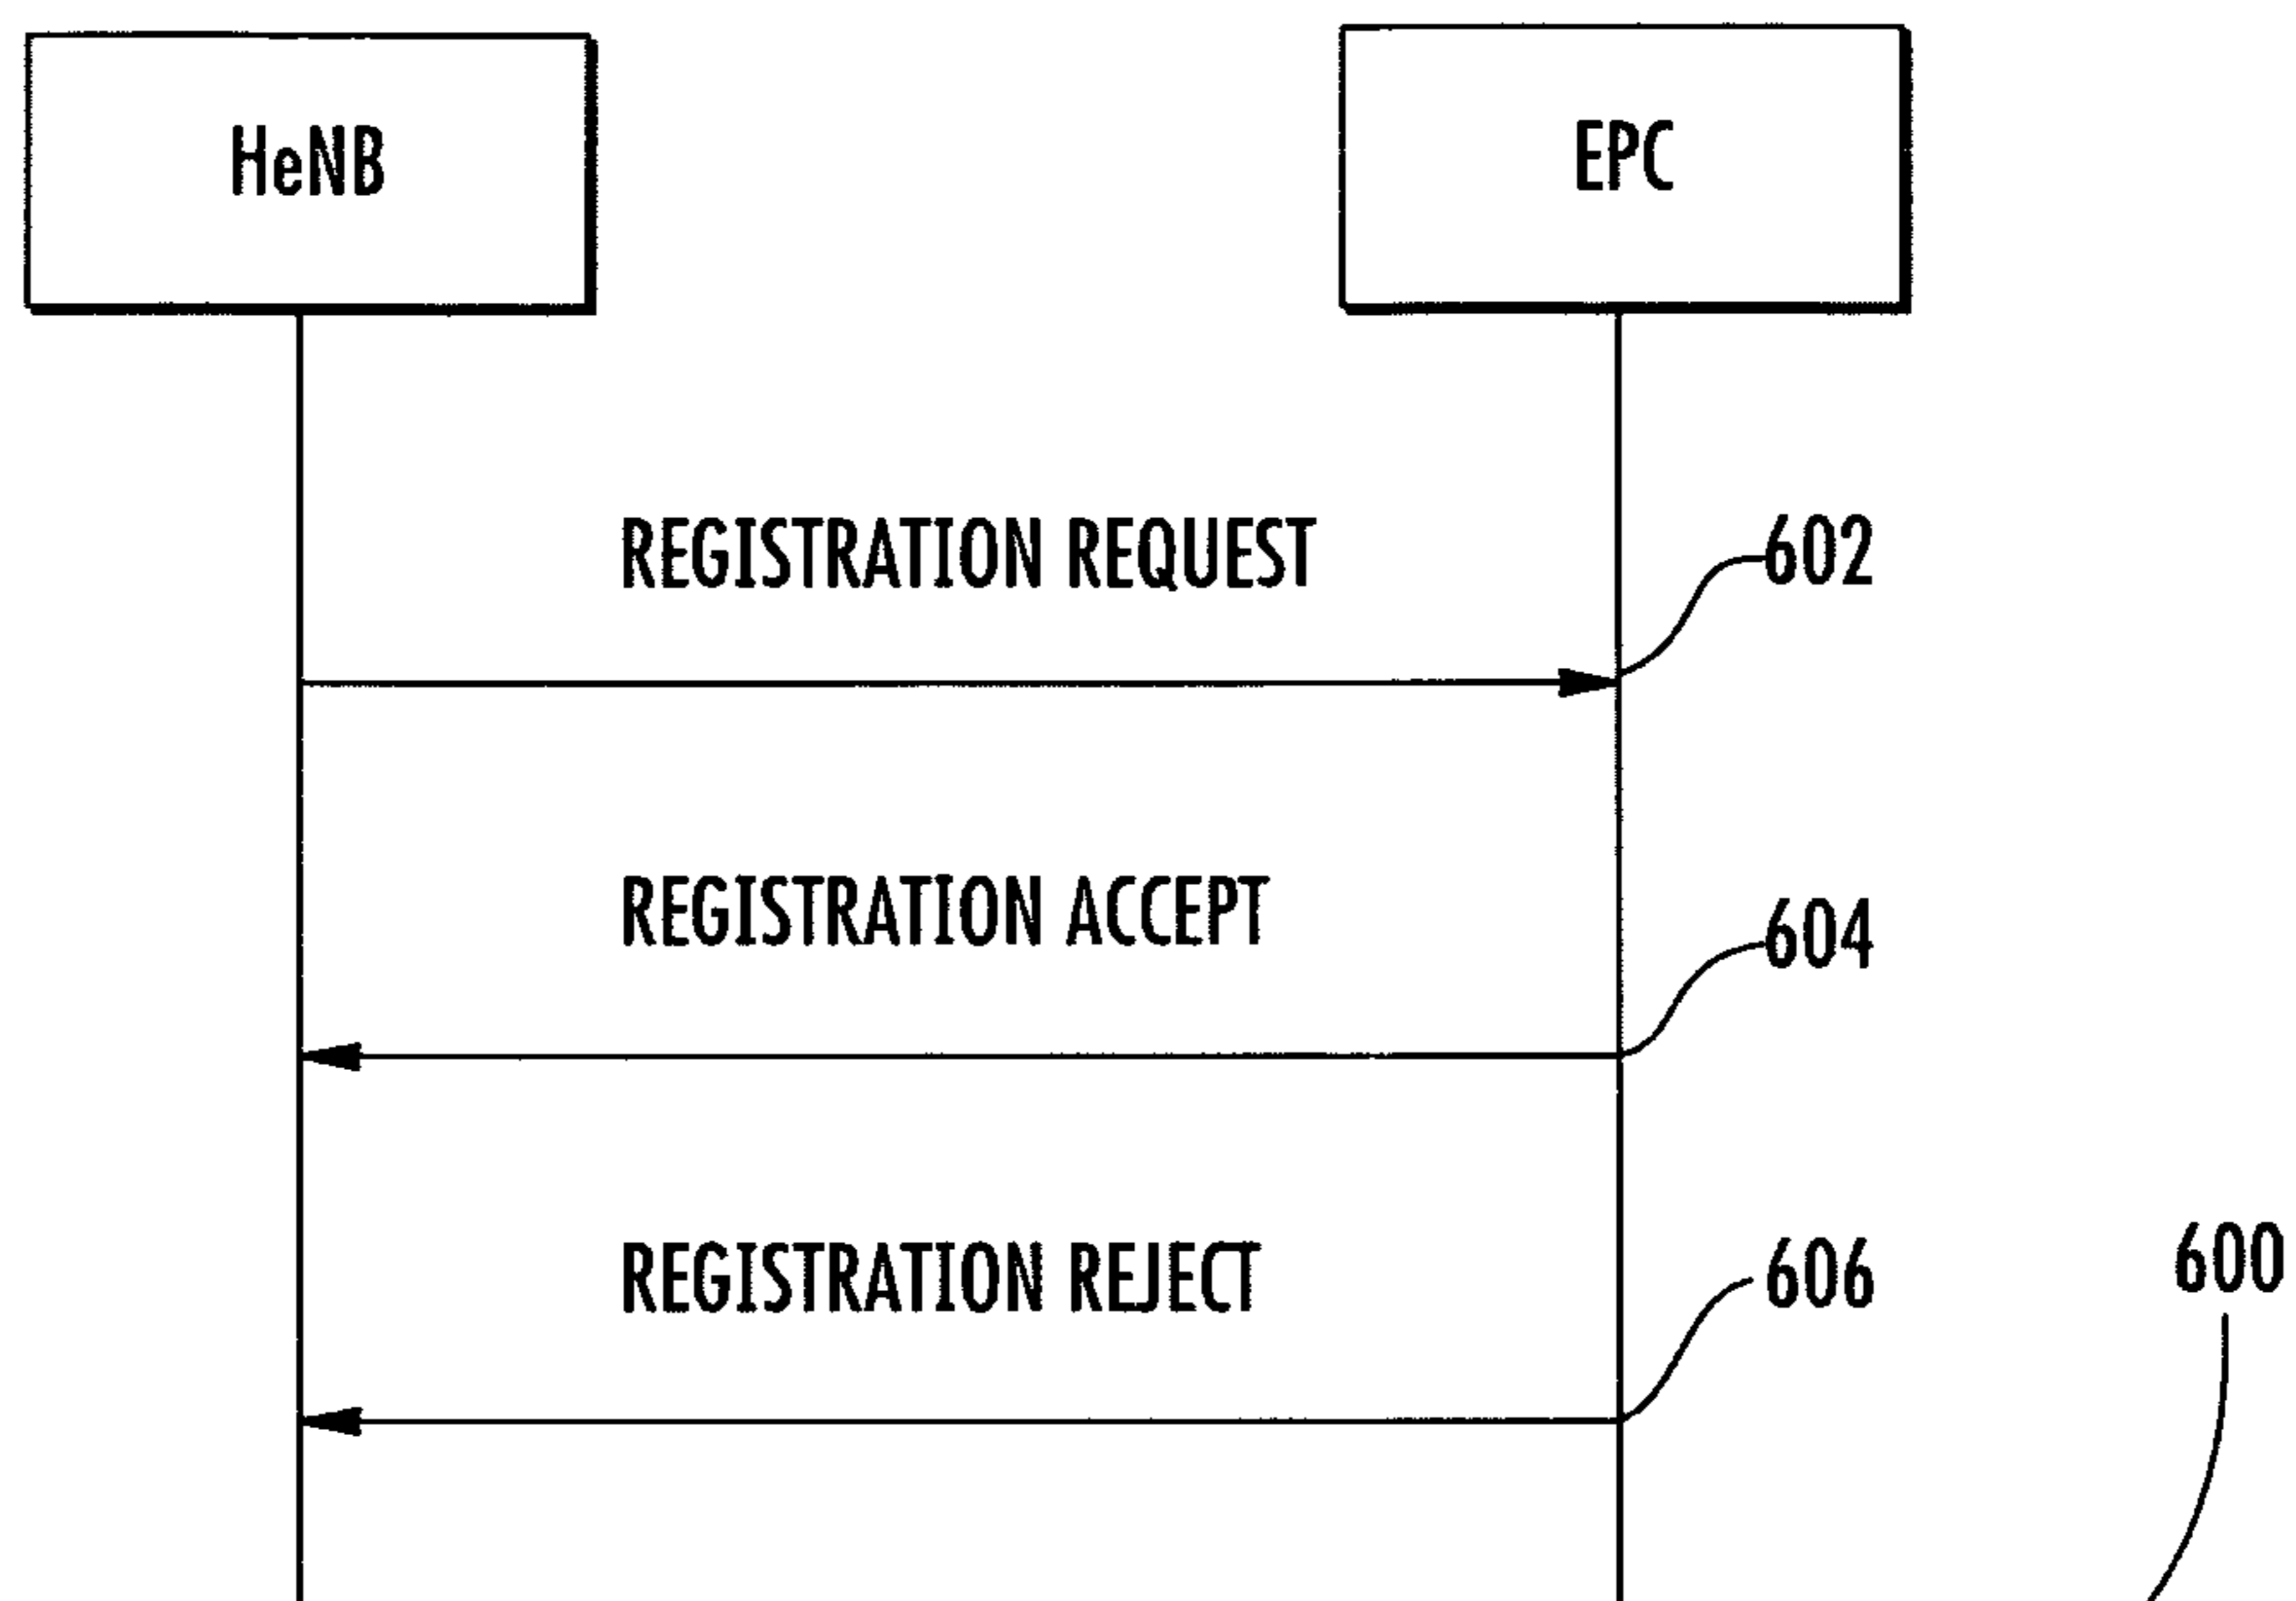 HeNB
EPC
REGISTRATION REQUEST
602
REGISTRATION ACCEPT
604
REGISTRATION REJECT
606
600